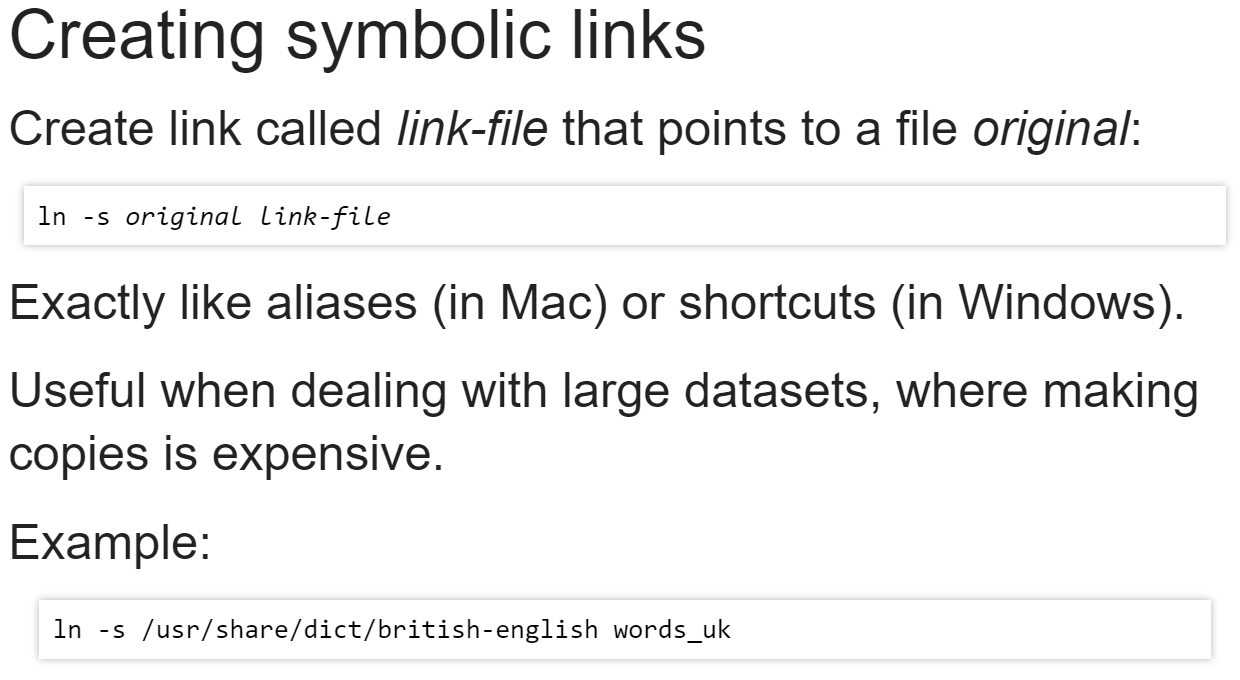 Creating symbolic links
Create link called link-file that points to a file original:
ln -s original link-file
Exactly like aliases (in Mac) or shortcuts (in Windows).
Useful when dealing with large datasets, where making
copies is expensive.
Example:
ln -s /usr/share/dict/british-english words_uk